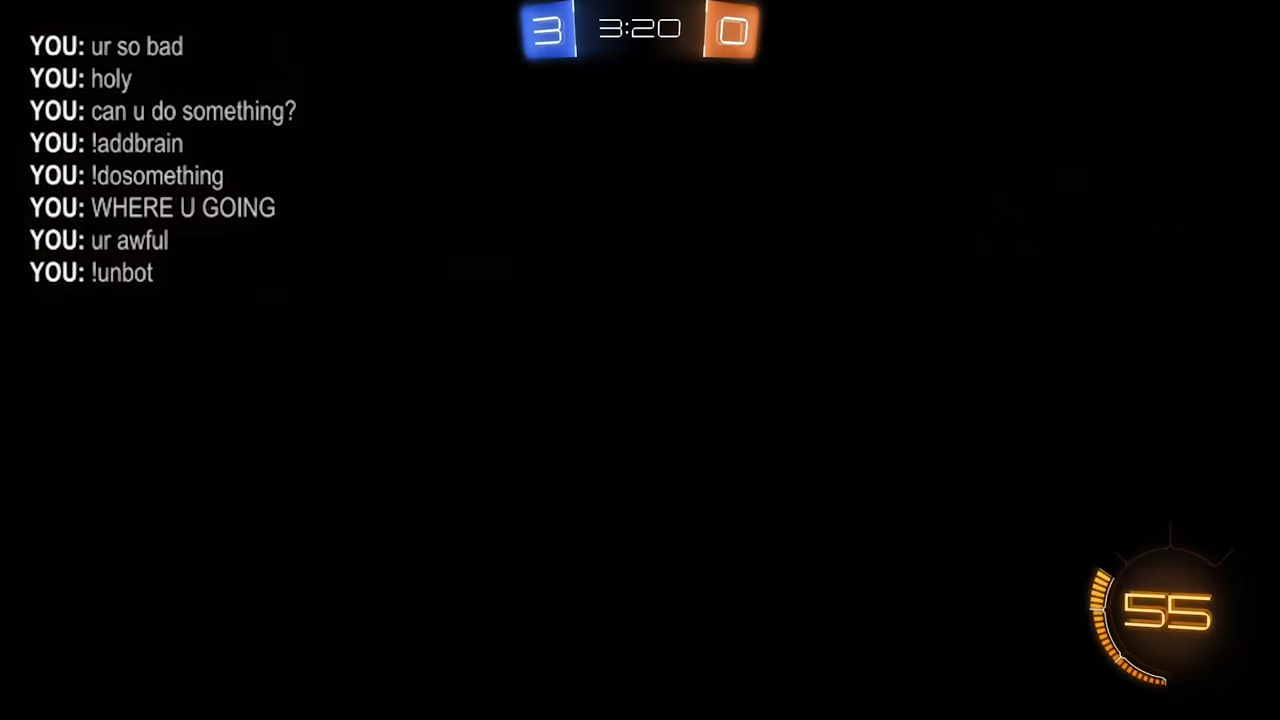 3 3:20 0
YOU: ur so bad
YOU: holy
YOU: can u do something?
YOU: !addbrain
YOU: !dosomething
YOU: WHERE U GOING
YOU: ur awful
YOU: !unbot
55